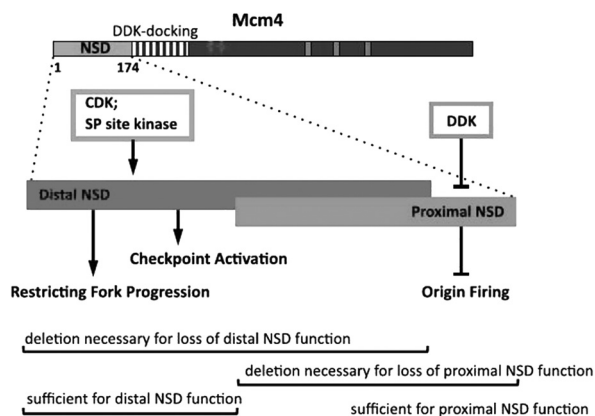 Mcm4
DDK-docking
NSD
1
174
CDK;
SP site kinase
DDK
Distal NSD
Proximal NSD
Checkpoint Activation
Restricting Fork Progression
Origin Firing
deletion necessary for loss of distal NSD function
deletion necessary for loss of proximal NSD function
sufficient for distal NSD function
sufficient for proximal NSD function